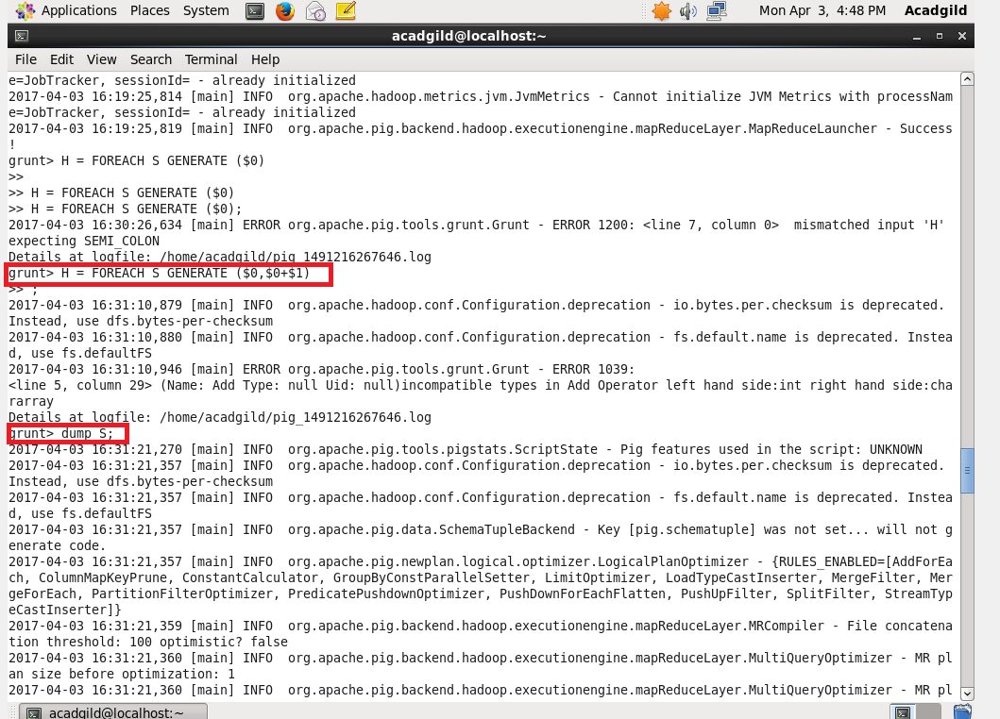 Applications Places System Mon Apr 3, 4:48 PM Acadgild
acadgild@localhost:~
File Edit View Search Terminal Help
e=JobTracker, sessionId= - already initialized
2017-04-03 16:19:25,814 [main] INFO  org.apache.hadoop.metrics.jvm.JvmMetrics - Cannot initialize JVM Metrics with processNam
e=JobTracker, sessionId= - already initialized
2017-04-03 16:19:25,819 [main] INFO  org.apache.pig.backend.hadoop.executionengine.mapReduceLayer.MapReduceLauncher - Success
!
grunt> H = FOREACH S GENERATE ($0)
>>
>> H = FOREACH S GENERATE ($0)
>> H = FOREACH S GENERATE ($0);
2017-04-03 16:30:26,634 [main] ERROR org.apache.pig.tools.grunt.Grunt - ERROR 1200: <line 7, column 0>  mismatched input 'H'
expecting SEMI_COLON
Details at logfile: /home/acadgild/pig_1491216267646.log
grunt> H = FOREACH S GENERATE ($0,$0+$1)
>> ;
2017-04-03 16:31:10,879 [main] INFO  org.apache.hadoop.conf.Configuration.deprecation - io.bytes.per.checksum is deprecated.
Instead, use dfs.bytes-per-checksum
2017-04-03 16:31:10,880 [main] INFO  org.apache.hadoop.conf.Configuration.deprecation - fs.default.name is deprecated. Instea
d, use fs.defaultFS
2017-04-03 16:31:10,946 [main] ERROR org.apache.pig.tools.grunt.Grunt - ERROR 1039:
<line 5, column 29> (Name: Add Type: null Uid: null)incompatible types in Add Operator left hand side:int right hand side:cha
rarray
Details at logfile: /home/acadgild/pig_1491216267646.log
grunt> dump S;
2017-04-03 16:31:21,270 [main] INFO  org.apache.pig.tools.pigstats.ScriptState - Pig features used in the script: UNKNOWN
2017-04-03 16:31:21,357 [main] INFO  org.apache.hadoop.conf.Configuration.deprecation - io.bytes.per.checksum is deprecated.
Instead, use dfs.bytes-per-checksum
2017-04-03 16:31:21,357 [main] INFO  org.apache.hadoop.conf.Configuration.deprecation - fs.default.name is deprecated. Instea
d, use fs.defaultFS
2017-04-03 16:31:21,357 [main] INFO  org.apache.pig.data.SchemaTupleBackend - Key [pig.schematuple] was not set... will not g
enerate code.
2017-04-03 16:31:21,357 [main] INFO  org.apache.pig.newplan.logical.optimizer.LogicalPlanOptimizer - {RULES_ENABLED=[AddForEa
ch, ColumnMapKeyPrune, ConstantCalculator, GroupByConstParallelSetter, LimitOptimizer, LoadTypeCastInserter, MergeFilter, Mer
geForEach, PartitionFilterOptimizer, PredicatePushdownOptimizer, PushDownForEachFlatten, PushUpFilter, SplitFilter, StreamTyp
eCastInserter]}
2017-04-03 16:31:21,359 [main] INFO  org.apache.pig.backend.hadoop.executionengine.mapReduceLayer.MRCompiler - File concatena
tion threshold: 100 optimistic? false
2017-04-03 16:31:21,360 [main] INFO  org.apache.pig.backend.hadoop.executionengine.mapReduceLayer.MultiQueryOptimizer - MR pl
an size before optimization: 1
2017-04-03 16:31:21,360 [main] INFO  org.apache.pig.backend.hadoop.executionengine.mapReduceLayer.MultiQueryOptimizer - MR pl
acadgild@localhost:~